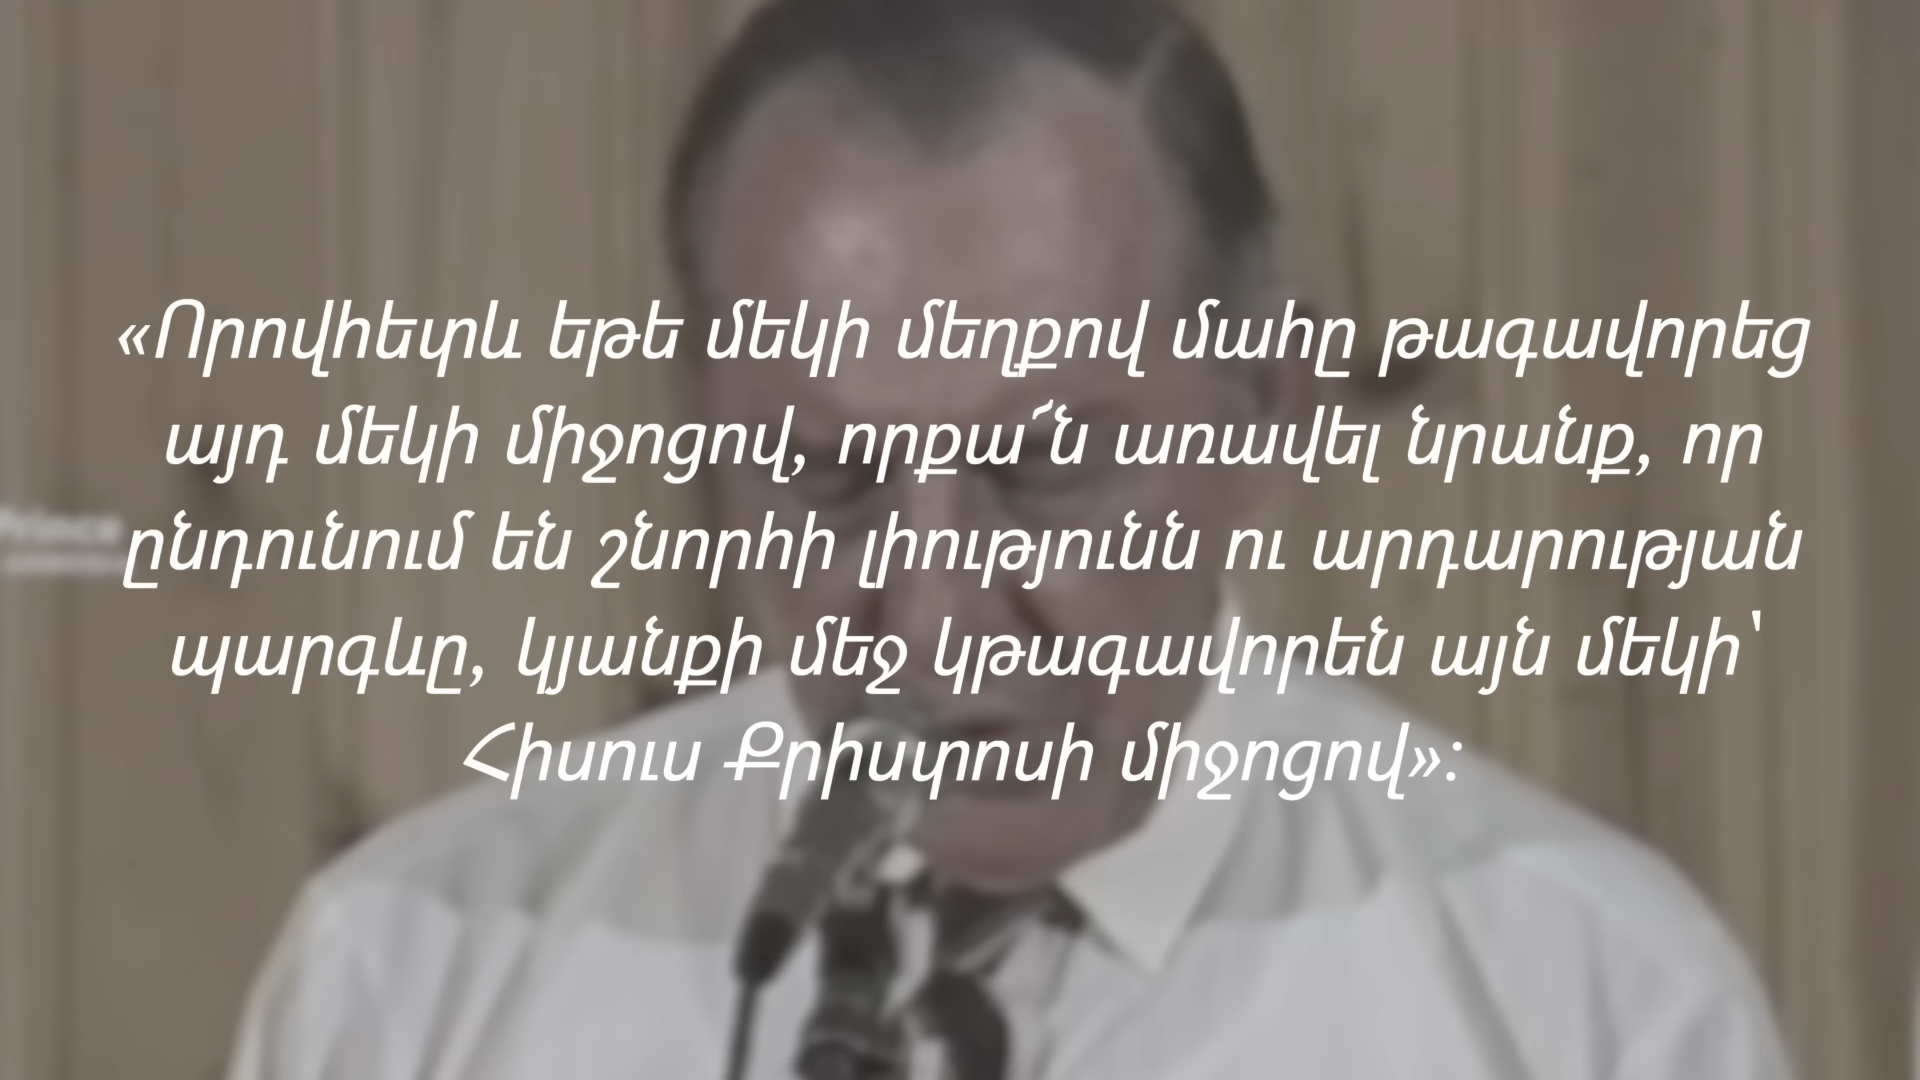 «Որովհետև եթե մեկի մեղքով մահը թագավորեց
այդ մեկի միջոցով, որքա՜ն առավել նրանք, որ
ընդունում են շնորհի լիությունն ու արդարության
պարգևը, կյանքի մեջ կթագավորեն այն մեկի՝
Հիսուս Քրիստոսի միջոցով»:
Prince